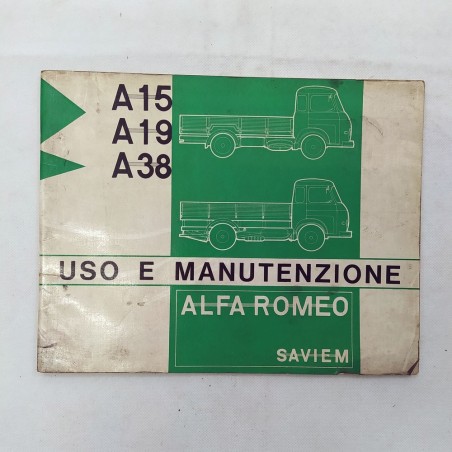 A15
A19
A38
USO E MANUTENZIONE
ALFA ROMEO
SAVIEM